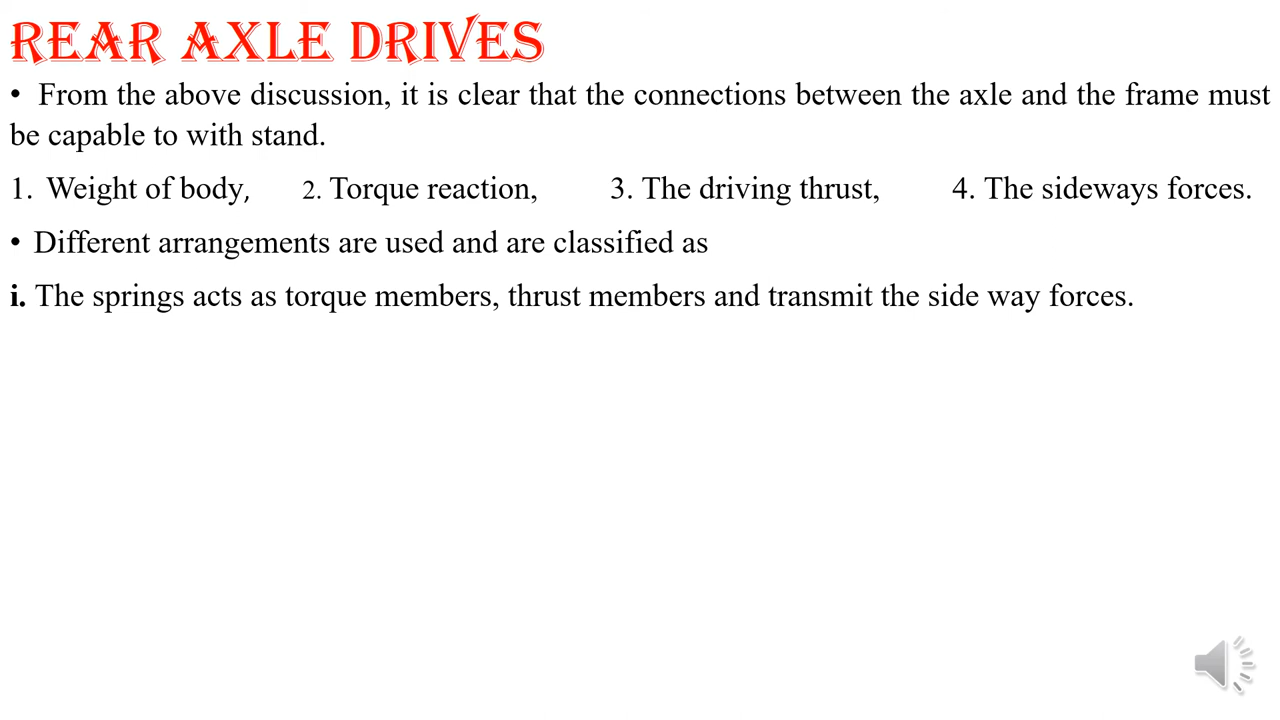 REAR AXLE DRIVES
• From the above discussion, it is clear that the connections between the axle and the frame must
be capable to with stand.
1. Weight of body, 2. Torque reaction, 3. The driving thrust, 4. The sideways forces.
• Different arrangements are used and are classified as
i. The springs acts as torque members, thrust members and transmit the side way forces.